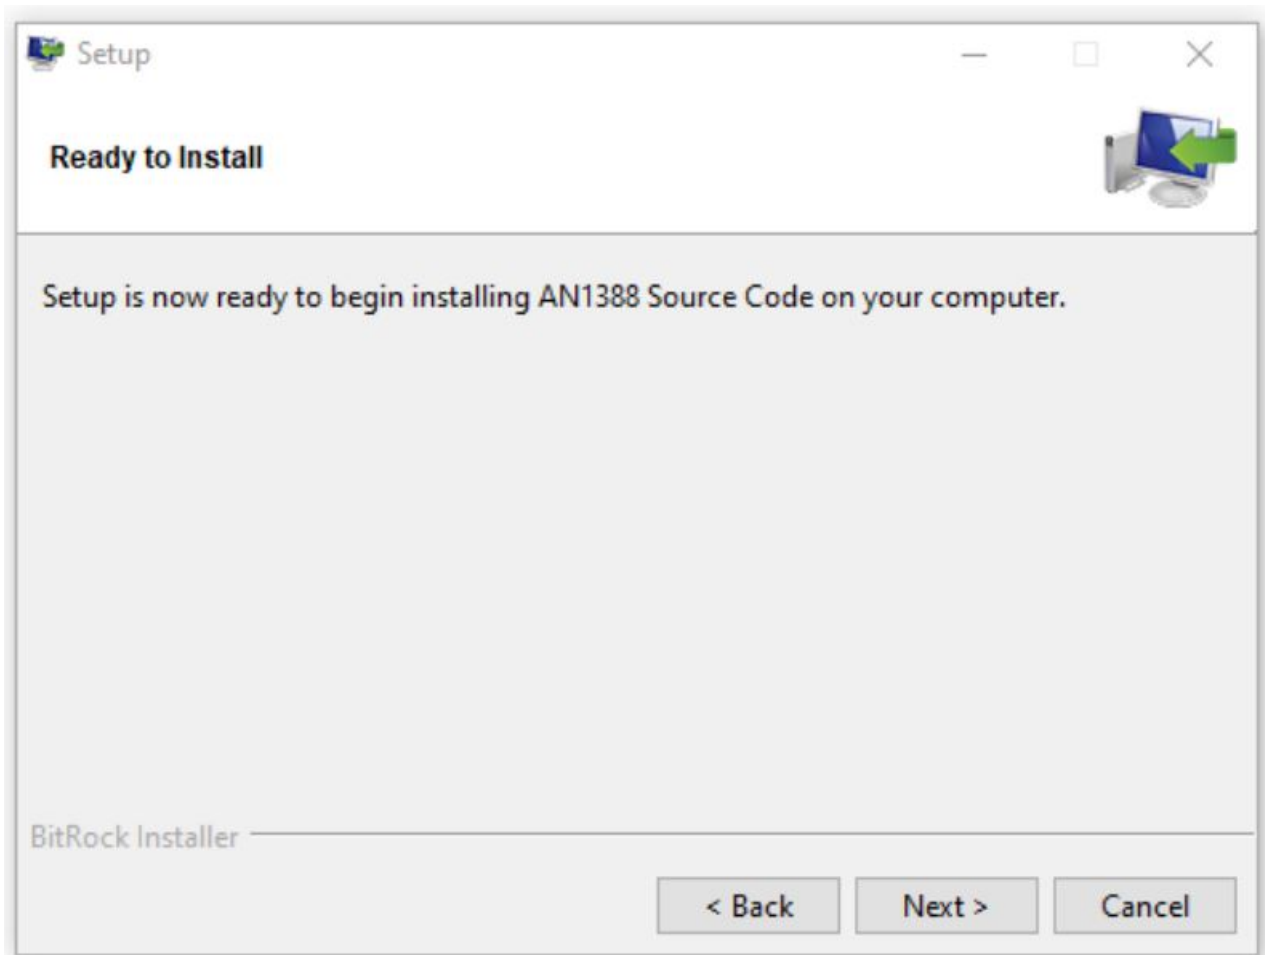 Setup
Ready to Install
Setup is now ready to begin installing AN1388 Source Code on your computer.
BitRock Installer
< Back Next > Cancel